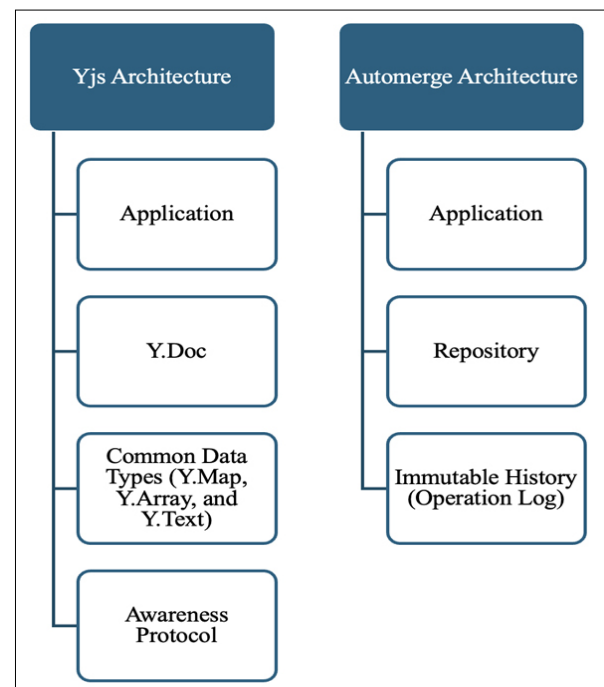 Yjs Architecture
Application
Y.Doc
Common Data
Types (Y.Map,
Y.Array, and
Y.Text)
Awareness
Protocol
Automerge Architecture
Application
Repository
Immutable History
(Operation Log)